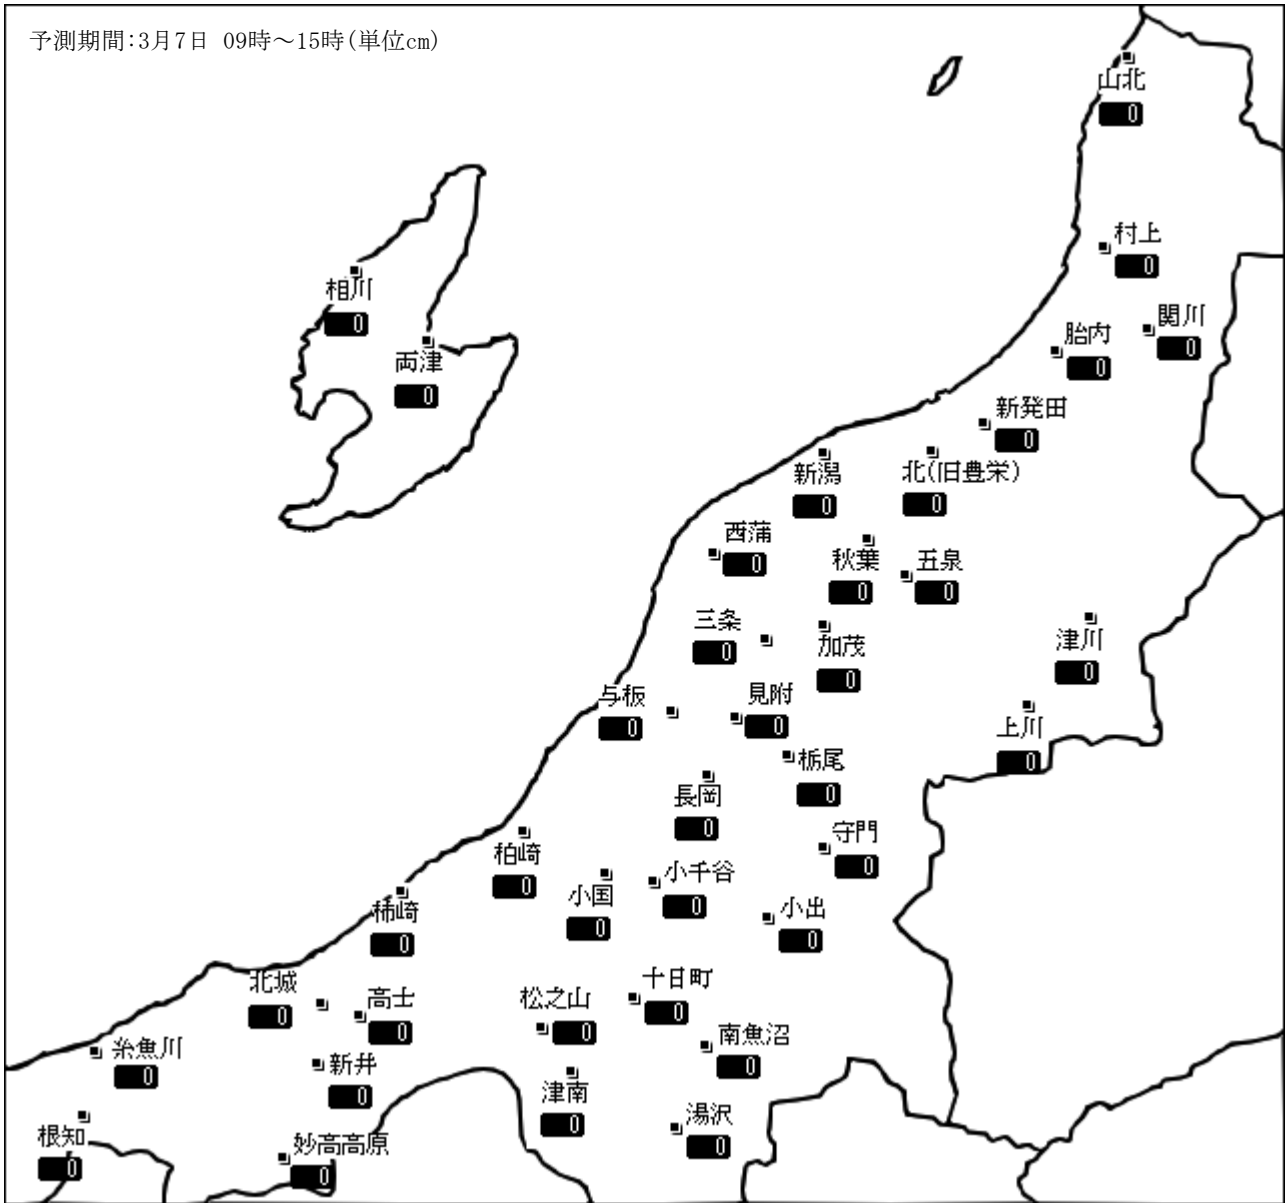 予測期間:3月7日 09時～15時(単位cm)
山北
0
村上
0
相川
0
関川
0
胎内
0
両津
0
新発田
0
新潟
0
北(旧豊栄)
0
西蒲
0
秋葉
0
五泉
0
三条
0
加茂
0
津川
0
与板
0
見附
0
上川
0
栃尾
0
長岡
0
守門
0
柏崎
0
小国
0
小千谷
0
小出
0
柿崎
0
北城
0
高士
0
松之山
0
十日町
0
南魚沼
0
糸魚川
0
新井
0
津南
0
湯沢
0
根知
0
妙高高原
0